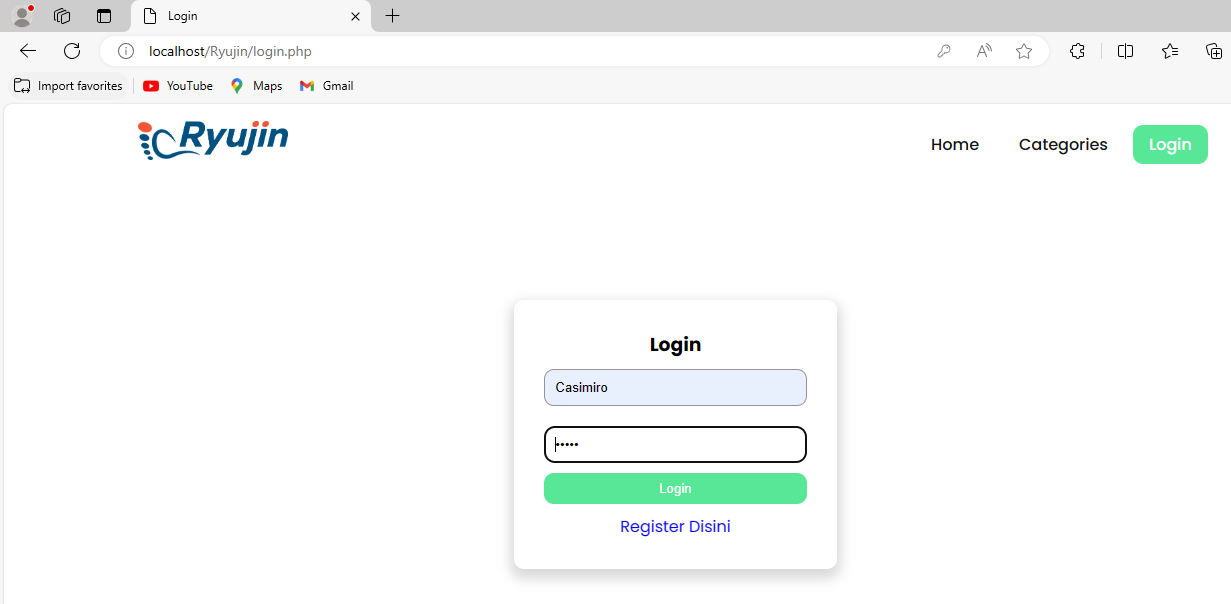 Login
localhost/Ryujin/login.php
Import favorites YouTube Maps Gmail
Ryujin
Home Categories Login
Login
Casimiro
•••••
Login
Register Disini